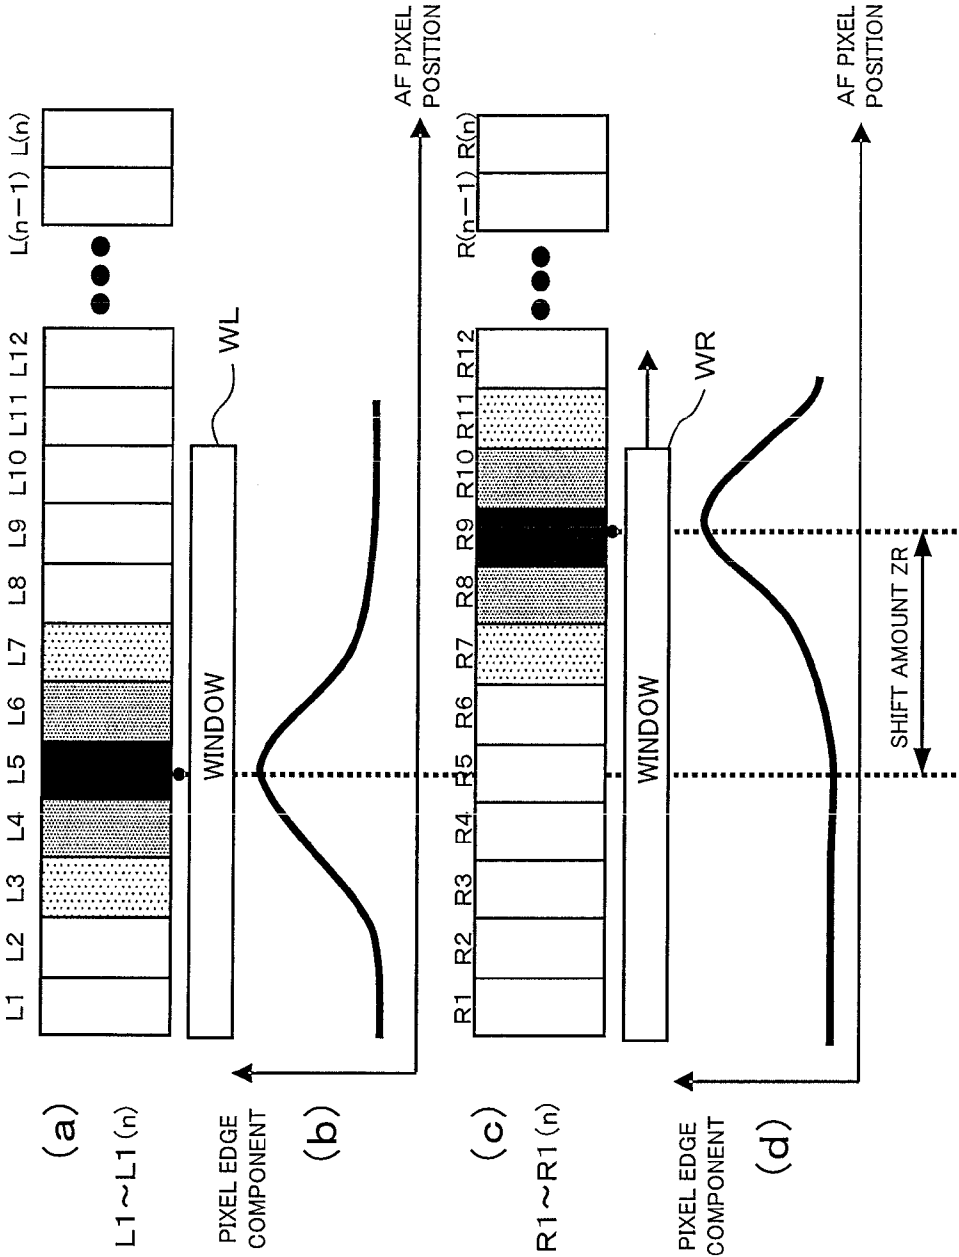 (a)
L1~L1(n)
L1 L2 L3 L4 L5 L6 L7 L8 L9 L10 L11 L12 L(n-1) L(n)
WINDOW
WL
PIXEL EDGE
COMPONENT
(b)
AF PIXEL
POSITION
(c)
R1~R1(n)
R1 R2 R3 R4 R5 R6 R7 R8 R9 R10 R11 R12 R(n-1) R(n)
WINDOW
WR
PIXEL EDGE
COMPONENT
(d)
AF PIXEL
POSITION
SHIFT AMOUNT ZR